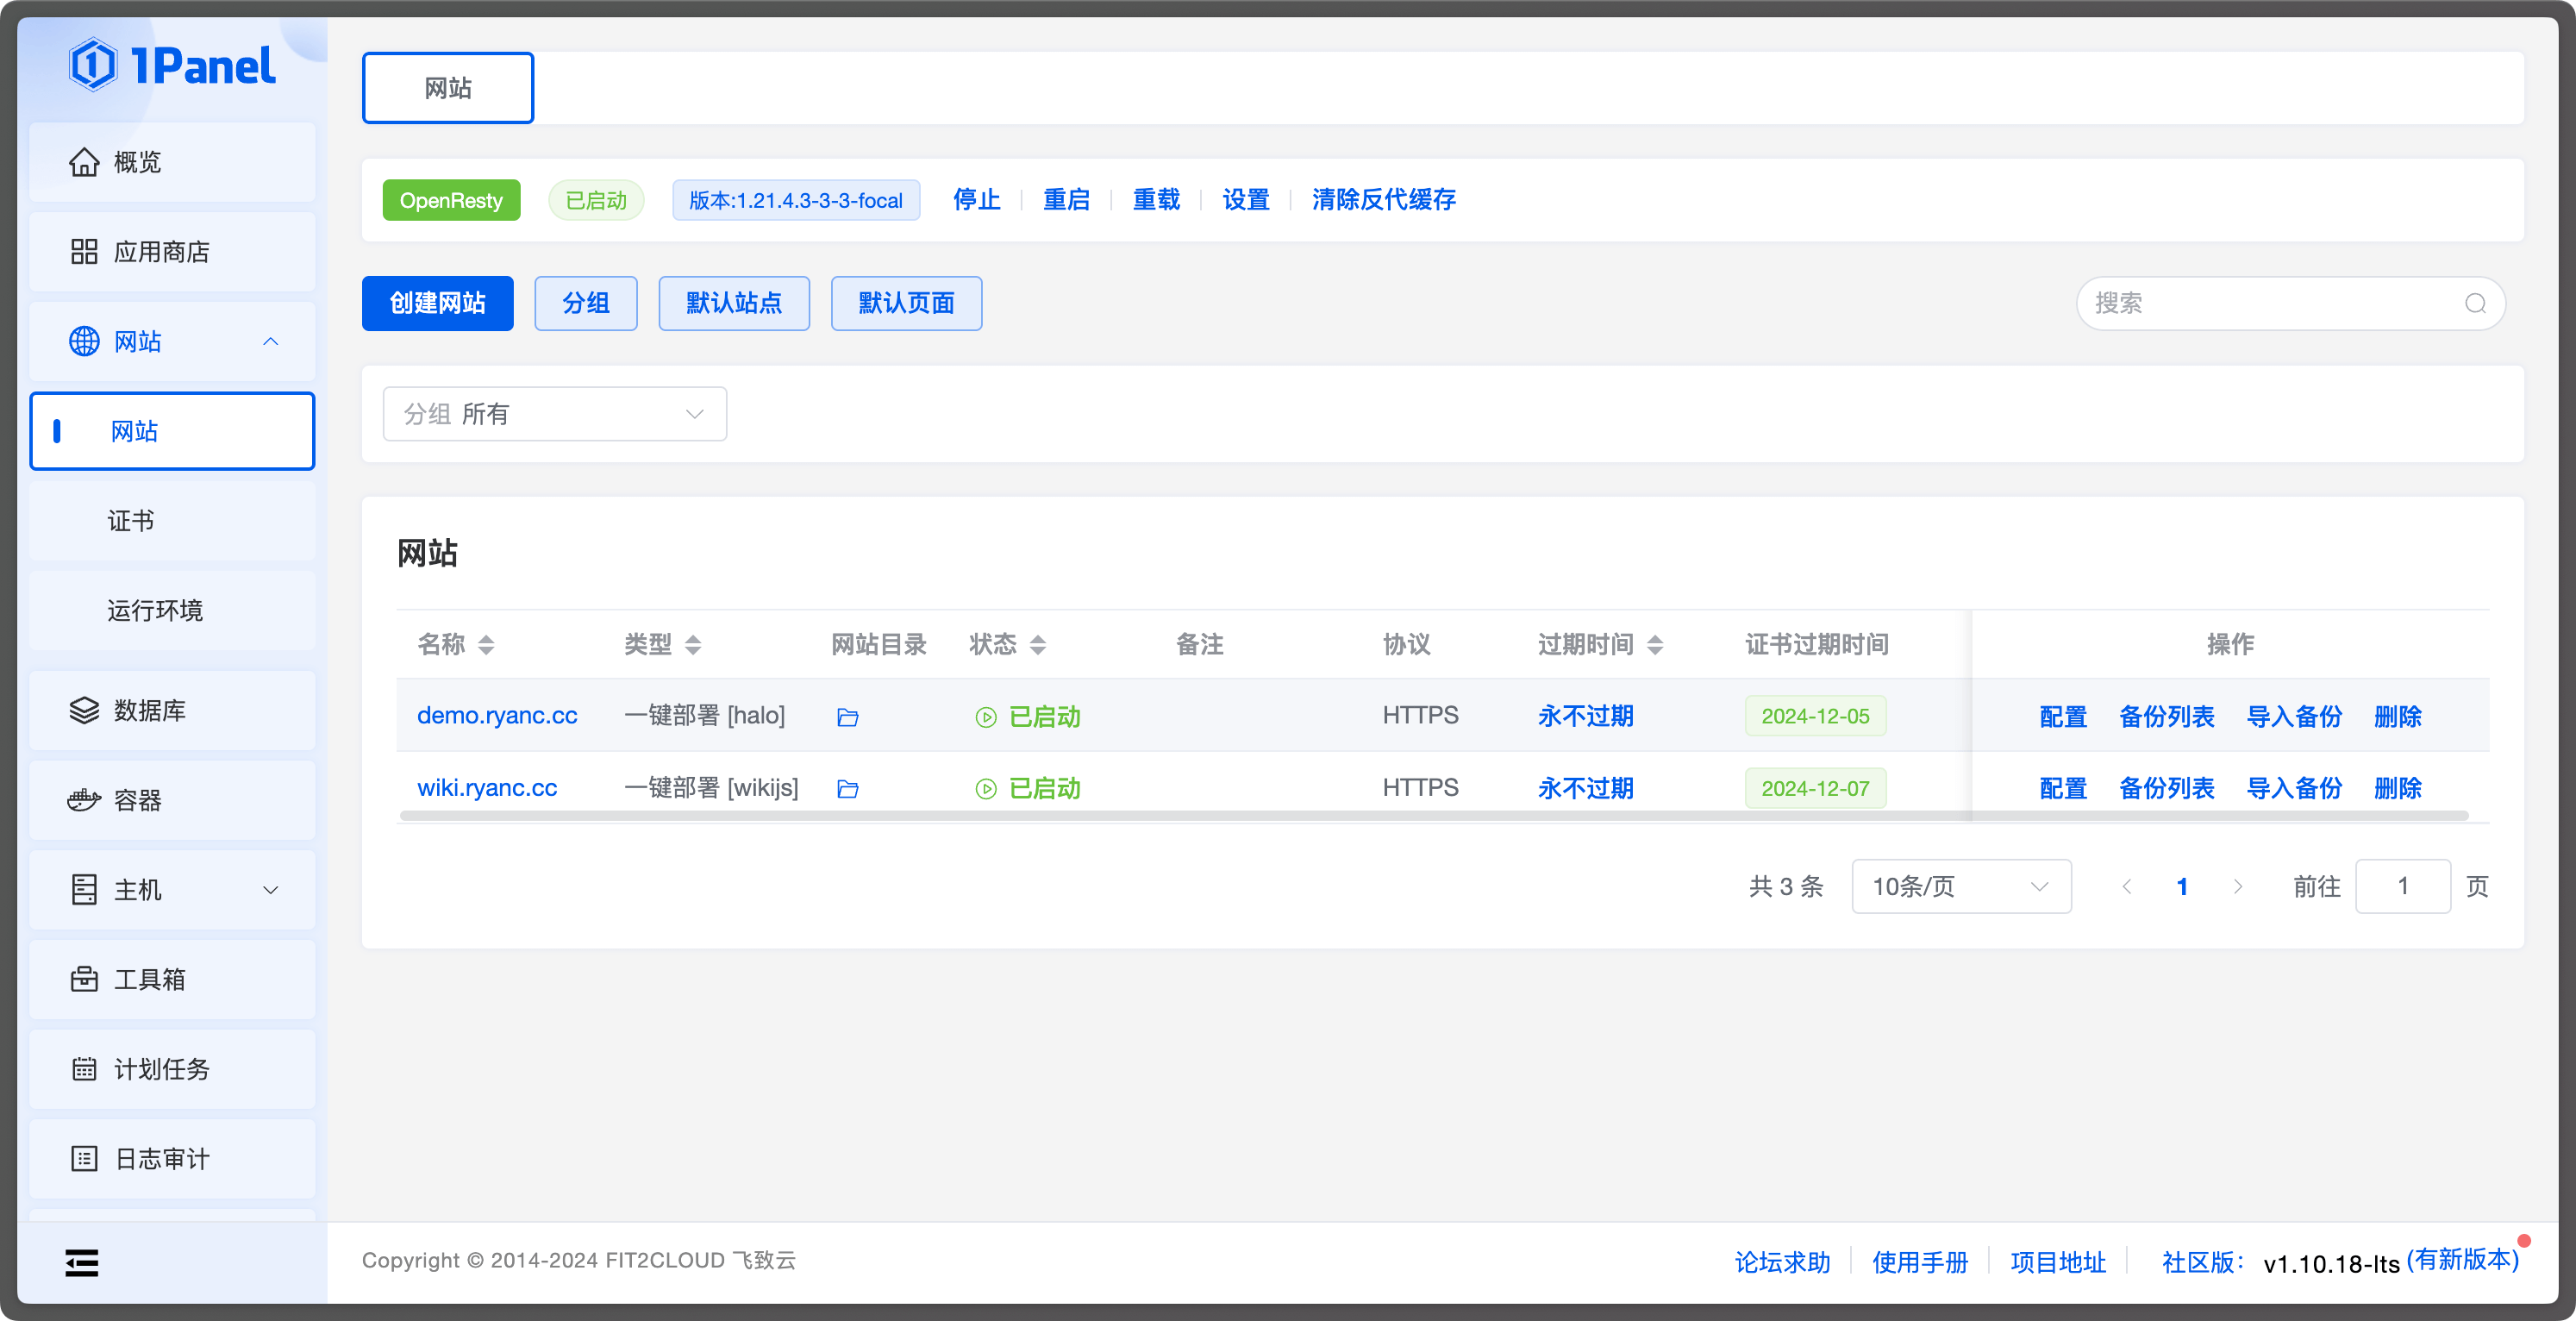 1Panel
概览
应用商店
网站
网站
证书
运行环境
数据库
容器
主机
工具箱
计划任务
日志审计
网站
OpenResty 已启动 版本:1.21.4.3-3-3-focal 停止 重启 重载 设置 清除反代缓存
创建网站 分组 默认站点 默认页面 搜索
分组 所有
网站
名称 类型 网站目录 状态 备注 协议 过期时间 证书过期时间 操作
demo.ryanc.cc 一键部署 [halo] 已启动 HTTPS 永不过期 2024-12-05 配置 备份列表 导入备份 删除
wiki.ryanc.cc 一键部署 [wikijs] 已启动 HTTPS 永不过期 2024-12-07 配置 备份列表 导入备份 删除
共 3 条 10条/页 1 前往 1 页
Copyright © 2014-2024 FIT2CLOUD 飞致云 论坛求助 使用手册 项目地址 社区版： v1.10.18-lts (有新版本)